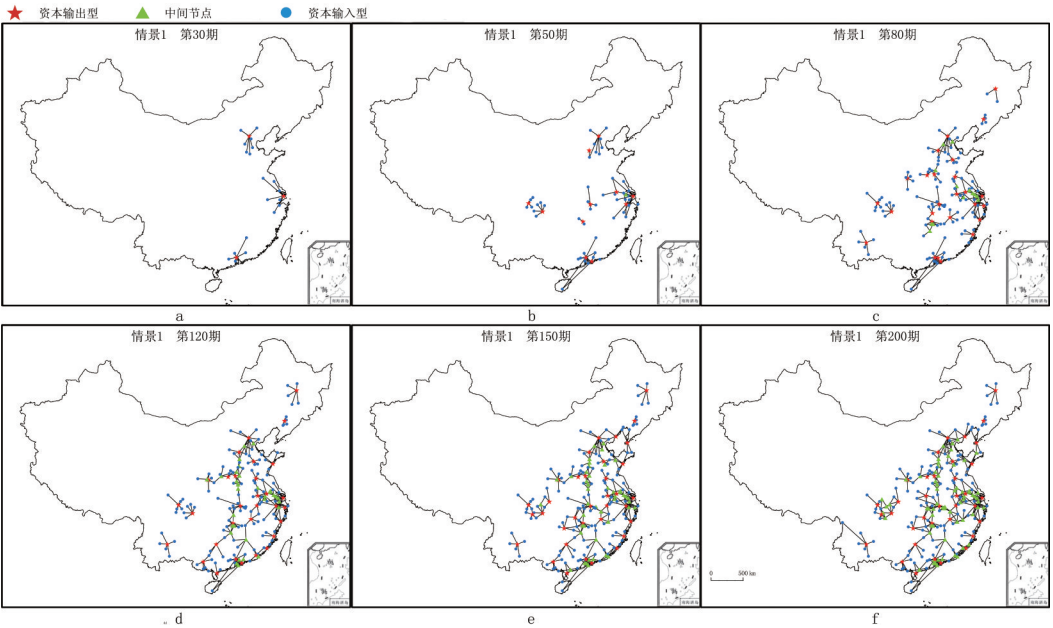 资本输出型 中间节点 资本输入型
情景1 第30期
情景1 第50期
情景1 第80期
a
b
c
情景1 第120期
情景1 第150期
情景1 第200期
0 500 km
d
e
f